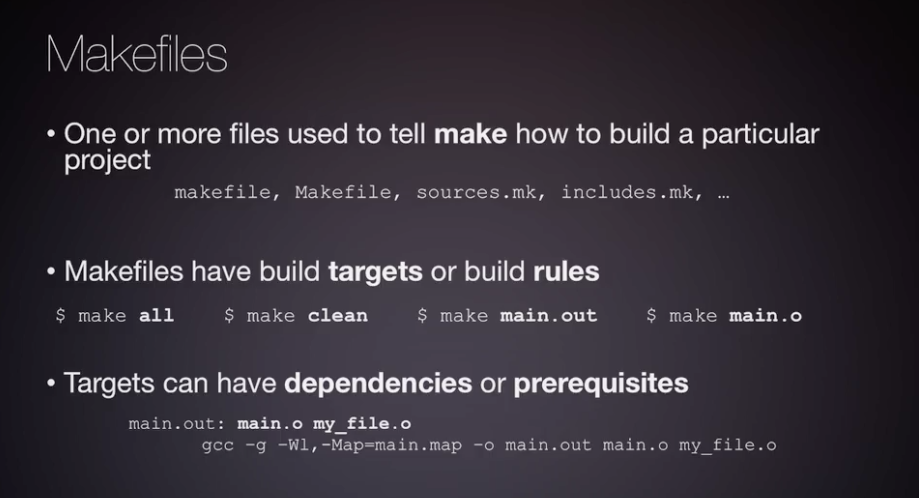 Makefiles
• One or more files used to tell make how to build a particular
project
makefile, Makefile, sources.mk, includes.mk, …
• Makefiles have build targets or build rules
$ make all $ make clean $ make main.out $ make main.o
• Targets can have dependencies or prerequisites
main.out: main.o my_file.o
gcc -g -Wl,-Map=main.map -o main.out main.o my_file.o